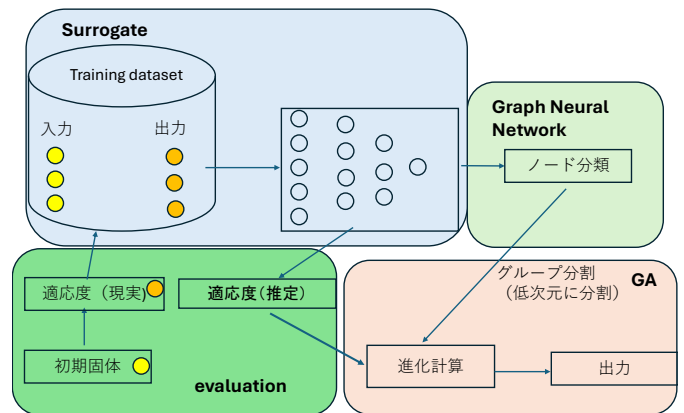 Surrogate
Training dataset
入力
出力
Graph Neural
Network
ノード分類
適応度（現実)
適応度(推定）
初期固体
evaluation
グループ分割
（低次元に分割）
GA
進化計算
出力